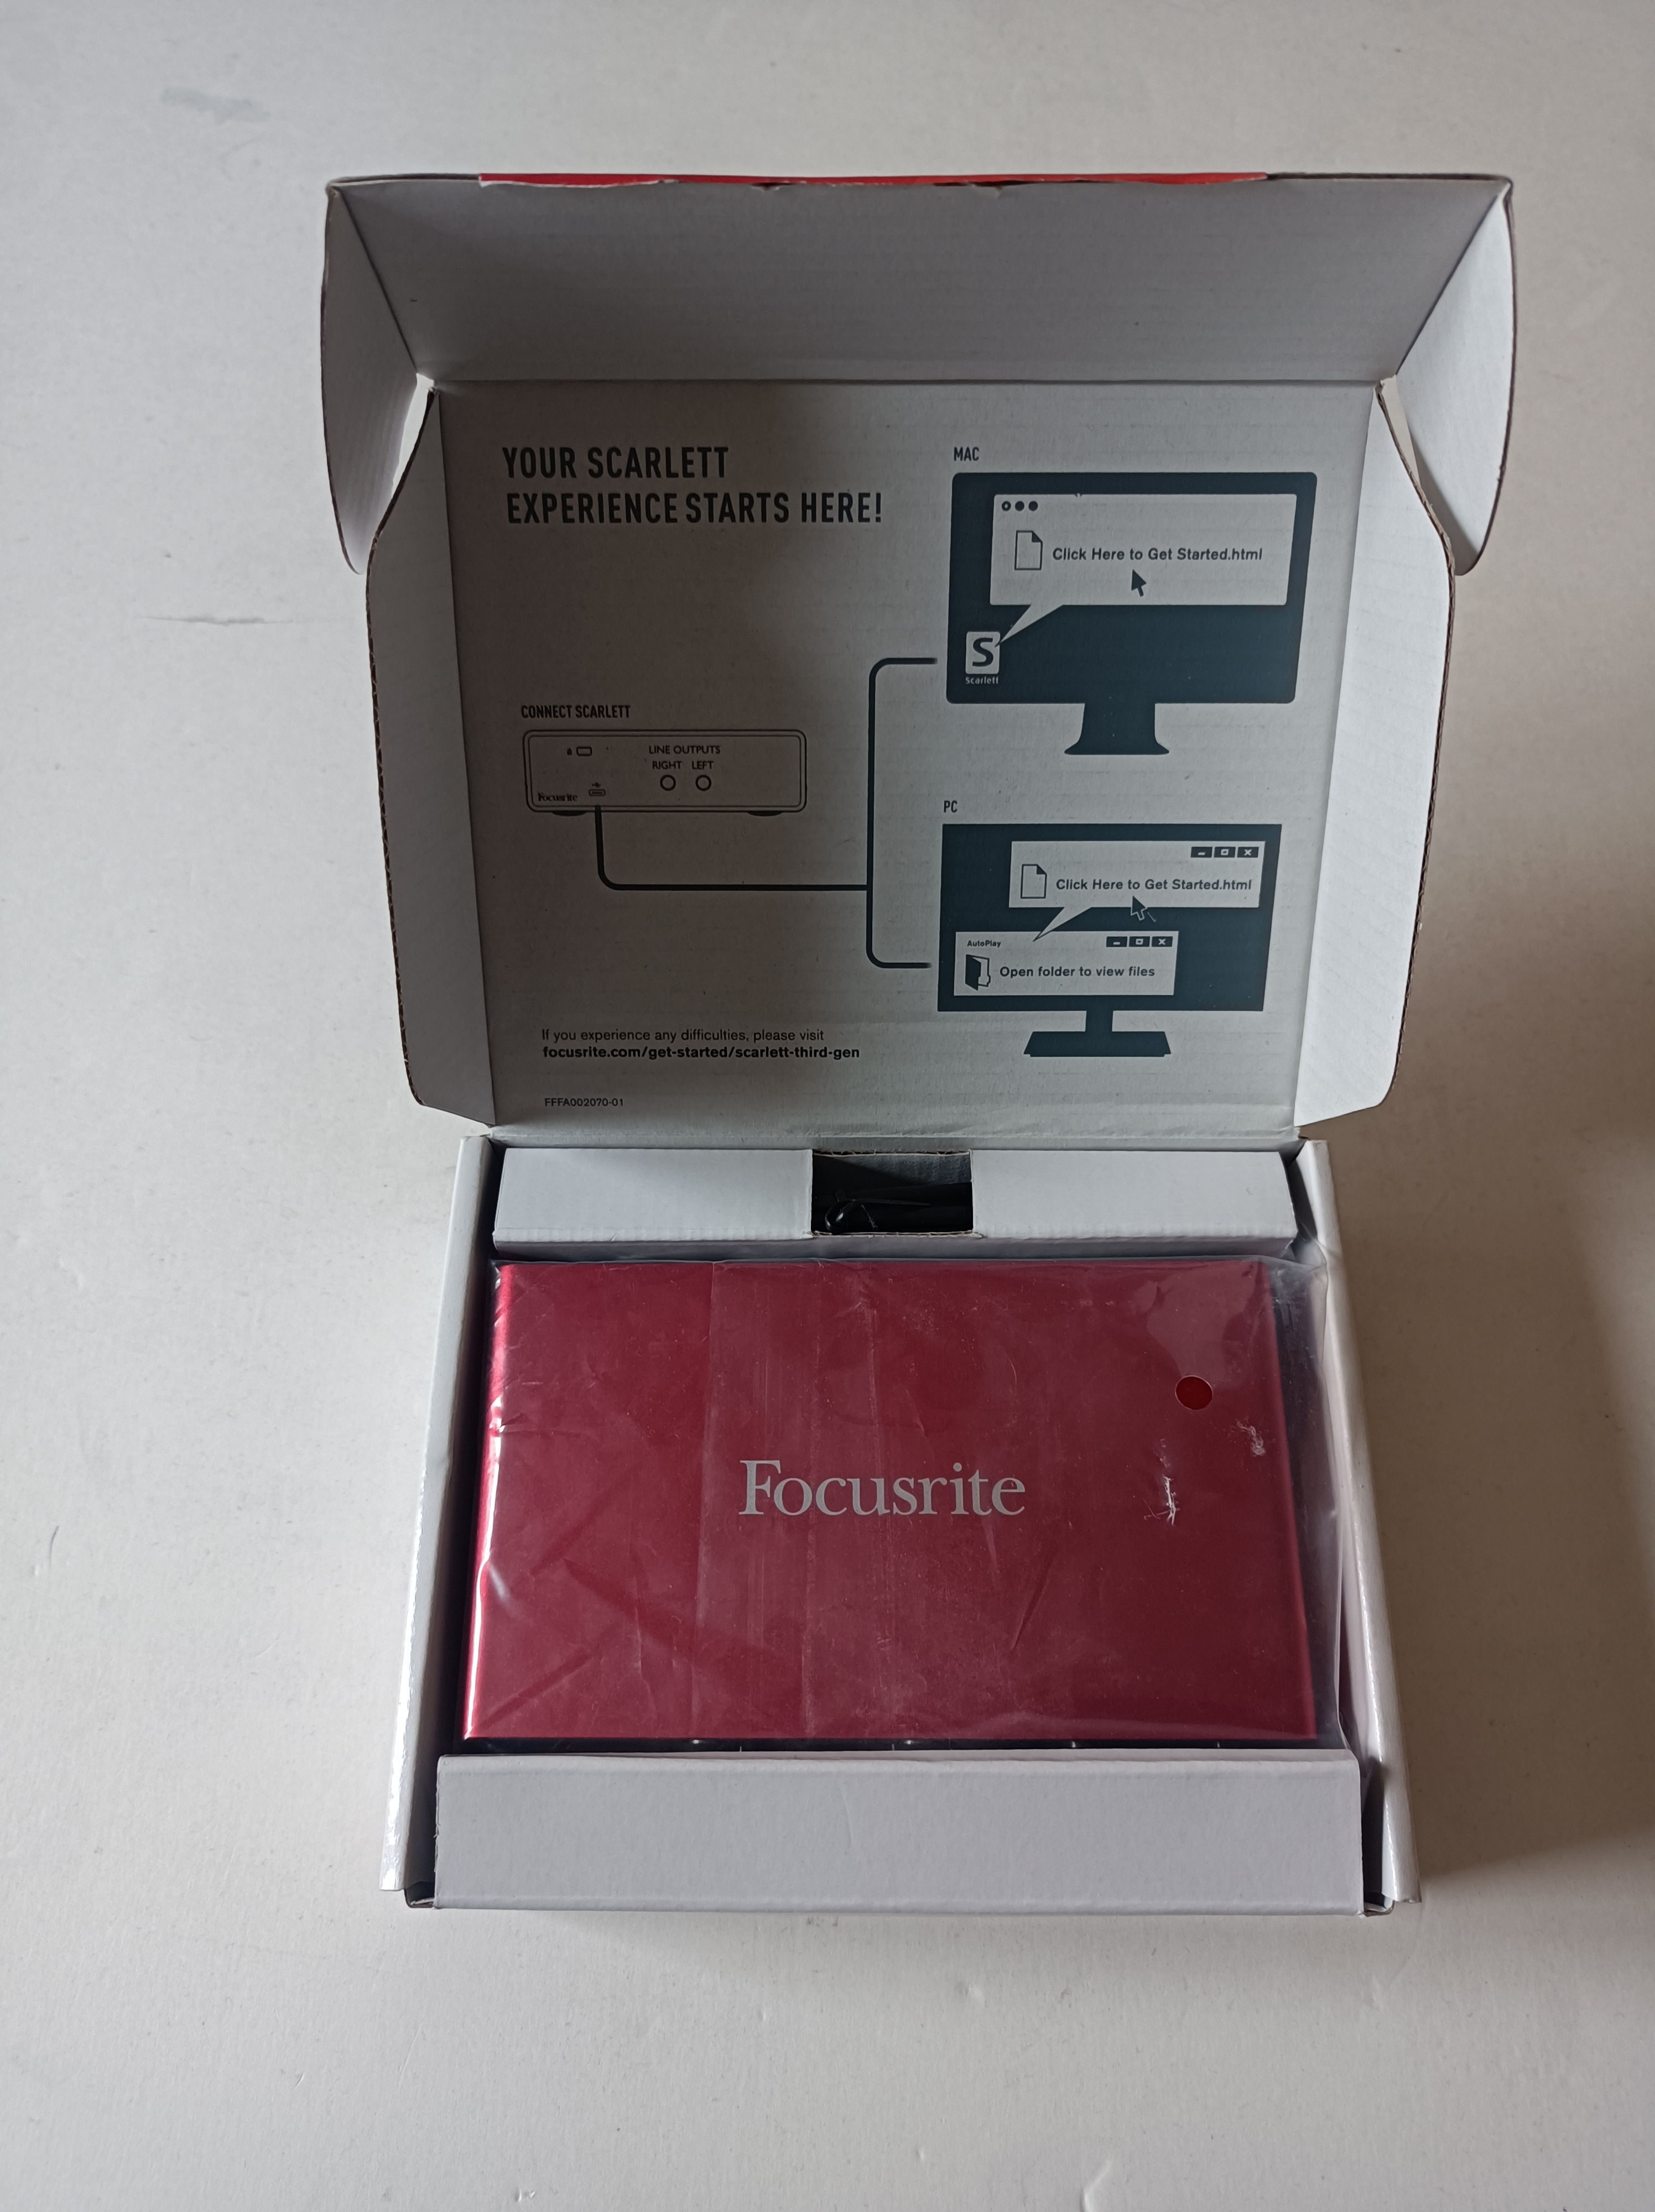 YOUR SCARLETT
EXPERIENCE STARTS HERE!
MAC
Click Here to Get Started.html
S
Scarlett
CONNECT SCARLETT
LINE OUTPUTS
RIGHT LEFT
Focusrite
PC
Click Here to Get Started.html
AutoPlay
Open folder to view files
If you experience any difficulties, please visit
focusrite.com/get-started/scarlett-third-gen
FFFA002070-01
Focusrite